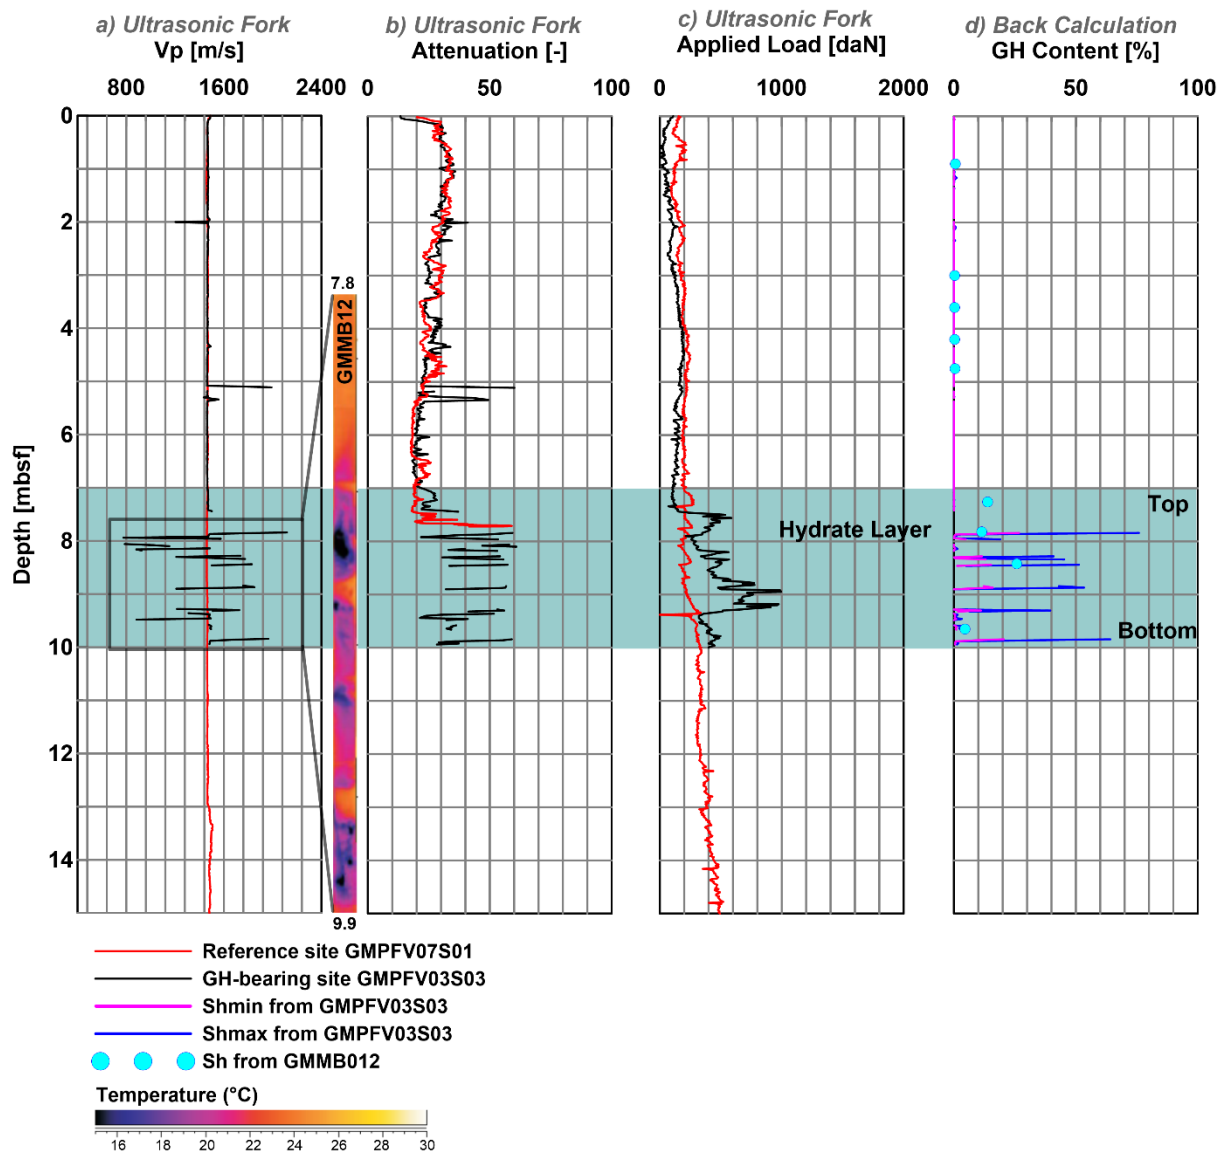 a) Ultrasonic Fork
Vp [m/s]
b) Ultrasonic Fork
Attenuation [-]
c) Ultrasonic Fork
Applied Load [daN]
d) Back Calculation
GH Content [%]
800 1600 2400
0 50 100
0 1000 2000
0 50 100
Depth [mbsf]
0
2
4
6
8
10
12
14
7.8
GMMB12
9.9
Top
Hydrate Layer
Bottom
Reference site GMPFV07S01
GH-bearing site GMPFV03S03
Shmin from GMPFV03S03
Shmax from GMPFV03S03
Sh from GMMB012
Temperature (°C)
16 18 20 22 24 26 28 30